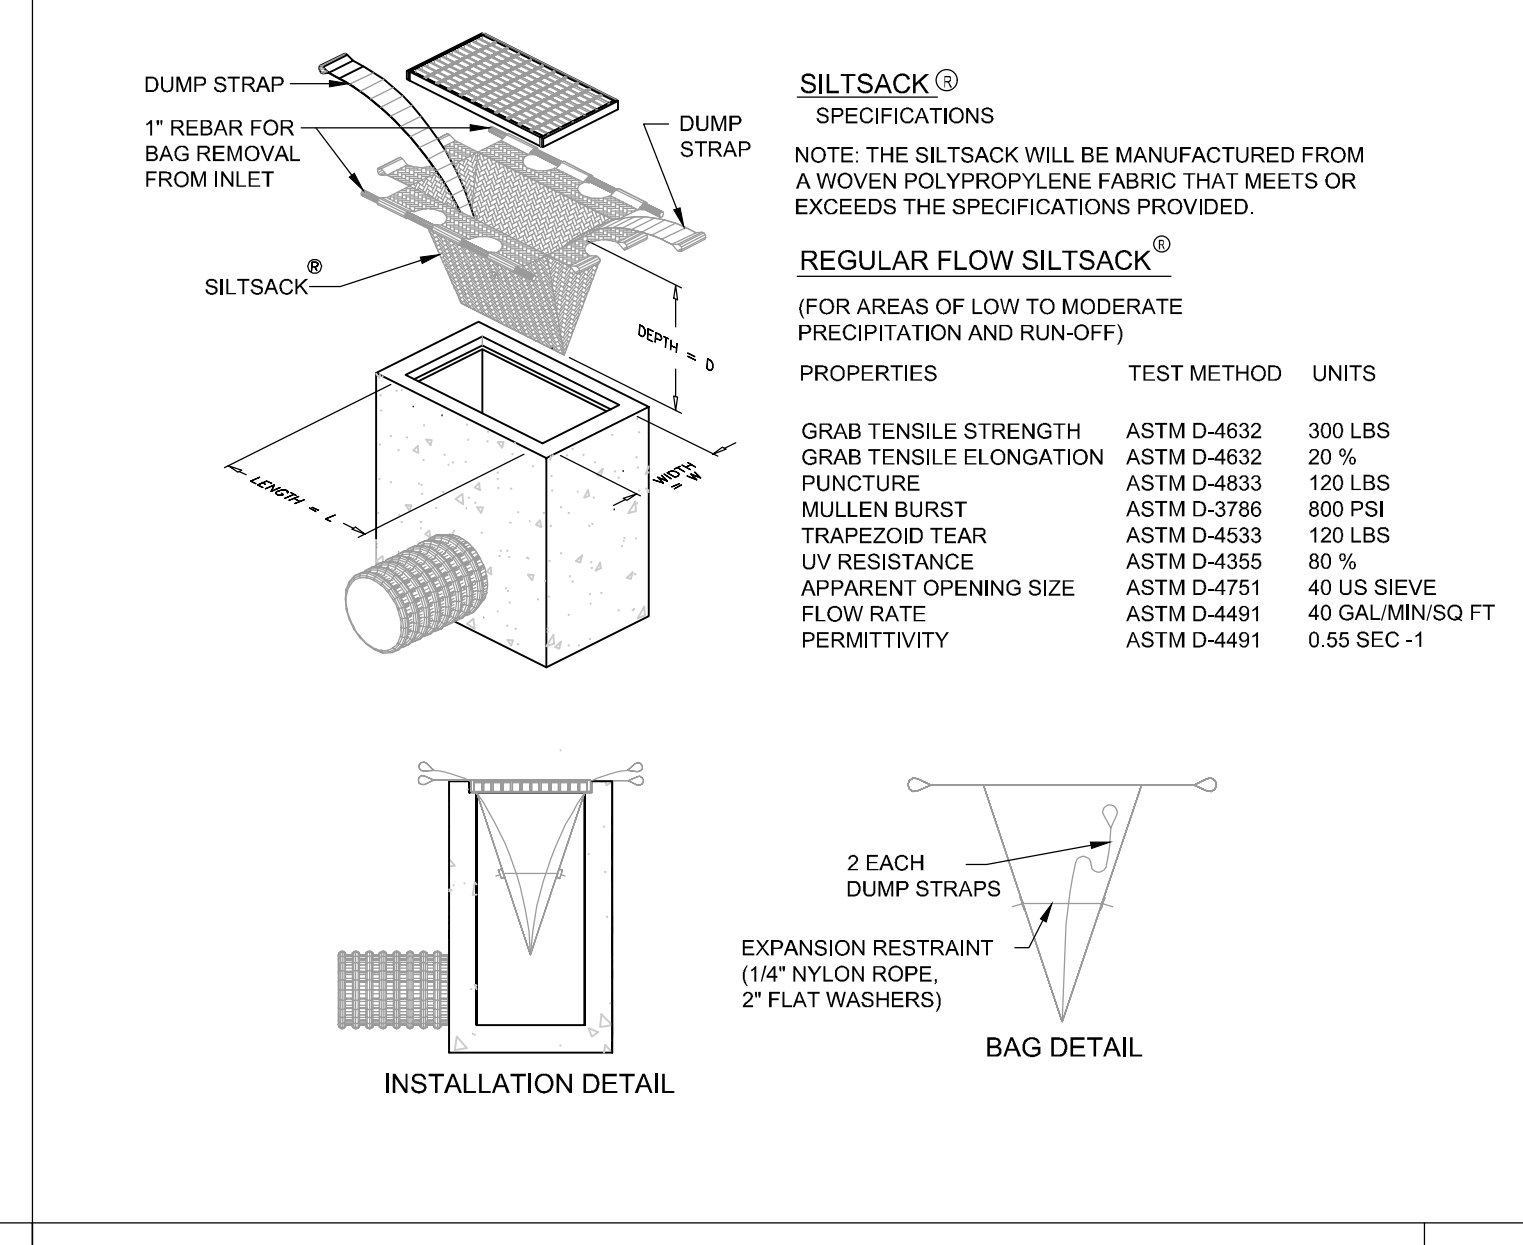 DUMP STRAP
1" REBAR FOR
BAG REMOVAL
FROM INLET
DUMP
STRAP
SILTSACK®
DEPTH = D
LENGTH = L
WIDTH
= W
SILTSACK ®
SPECIFICATIONS
NOTE: THE SILTSACK WILL BE MANUFACTURED FROM
A WOVEN POLYPROPYLENE FABRIC THAT MEETS OR
EXCEEDS THE SPECIFICATIONS PROVIDED.
REGULAR FLOW SILTSACK®
(FOR AREAS OF LOW TO MODERATE
PRECIPITATION AND RUN-OFF)
PROPERTIES TEST METHOD UNITS
GRAB TENSILE STRENGTH ASTM D-4632 300 LBS
GRAB TENSILE ELONGATION ASTM D-4632 20 %
PUNCTURE ASTM D-4833 120 LBS
MULLEN BURST ASTM D-3786 800 PSI
TRAPEZOID TEAR ASTM D-4533 120 LBS
UV RESISTANCE ASTM D-4355 80 %
APPARENT OPENING SIZE ASTM D-4751 40 US SIEVE
FLOW RATE ASTM D-4491 40 GAL/MIN/SQ FT
PERMITTIVITY ASTM D-4491 0.55 SEC -1
INSTALLATION DETAIL
2 EACH
DUMP STRAPS
EXPANSION RESTRAINT
(1/4" NYLON ROPE,
2" FLAT WASHERS)
BAG DETAIL